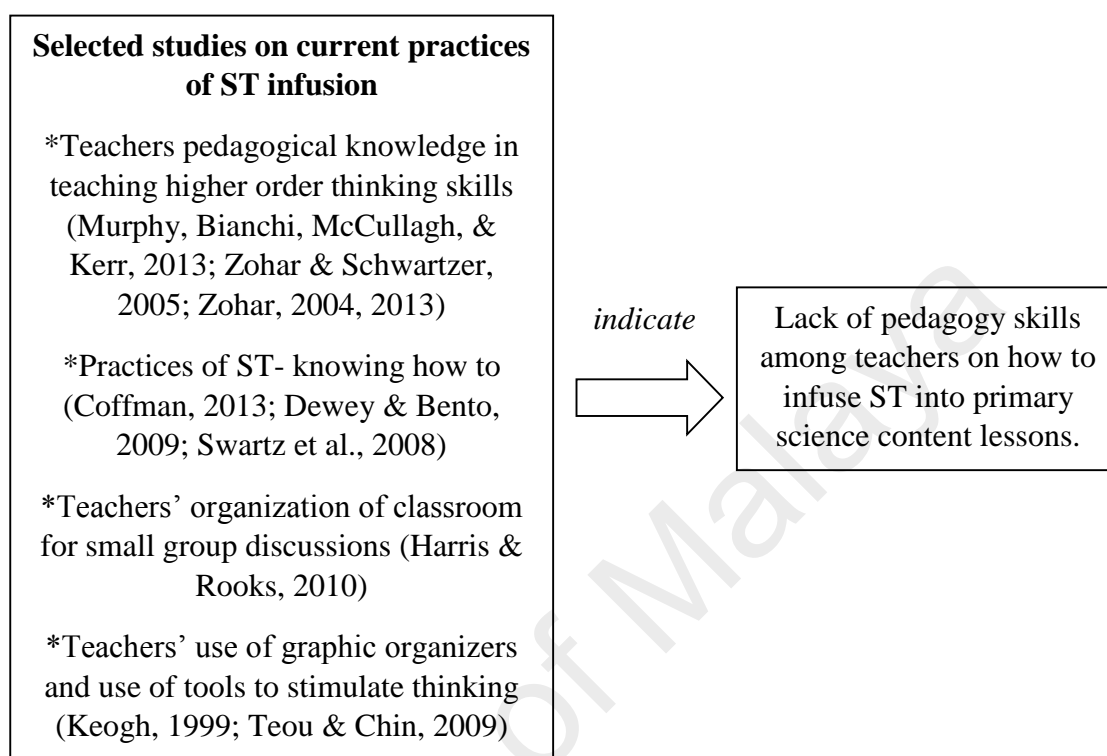 Selected studies on current practices
of ST infusion
*Teachers pedagogical knowledge in
teaching higher order thinking skills
(Murphy, Bianchi, McCullagh, &
Kerr, 2013; Zohar & Schwartzer,
2005; Zohar, 2004, 2013)
*Practices of ST- knowing how to
(Coffman, 2013; Dewey & Bento,
2009; Swartz et al., 2008)
*Teachers’ organization of classroom
for small group discussions (Harris &
Rooks, 2010)
*Teachers’ use of graphic organizers
and use of tools to stimulate thinking
(Keogh, 1999; Teou & Chin, 2009)
indicate
Lack of pedagogy skills
among teachers on how to
infuse ST into primary
science content lessons.
of Malaya